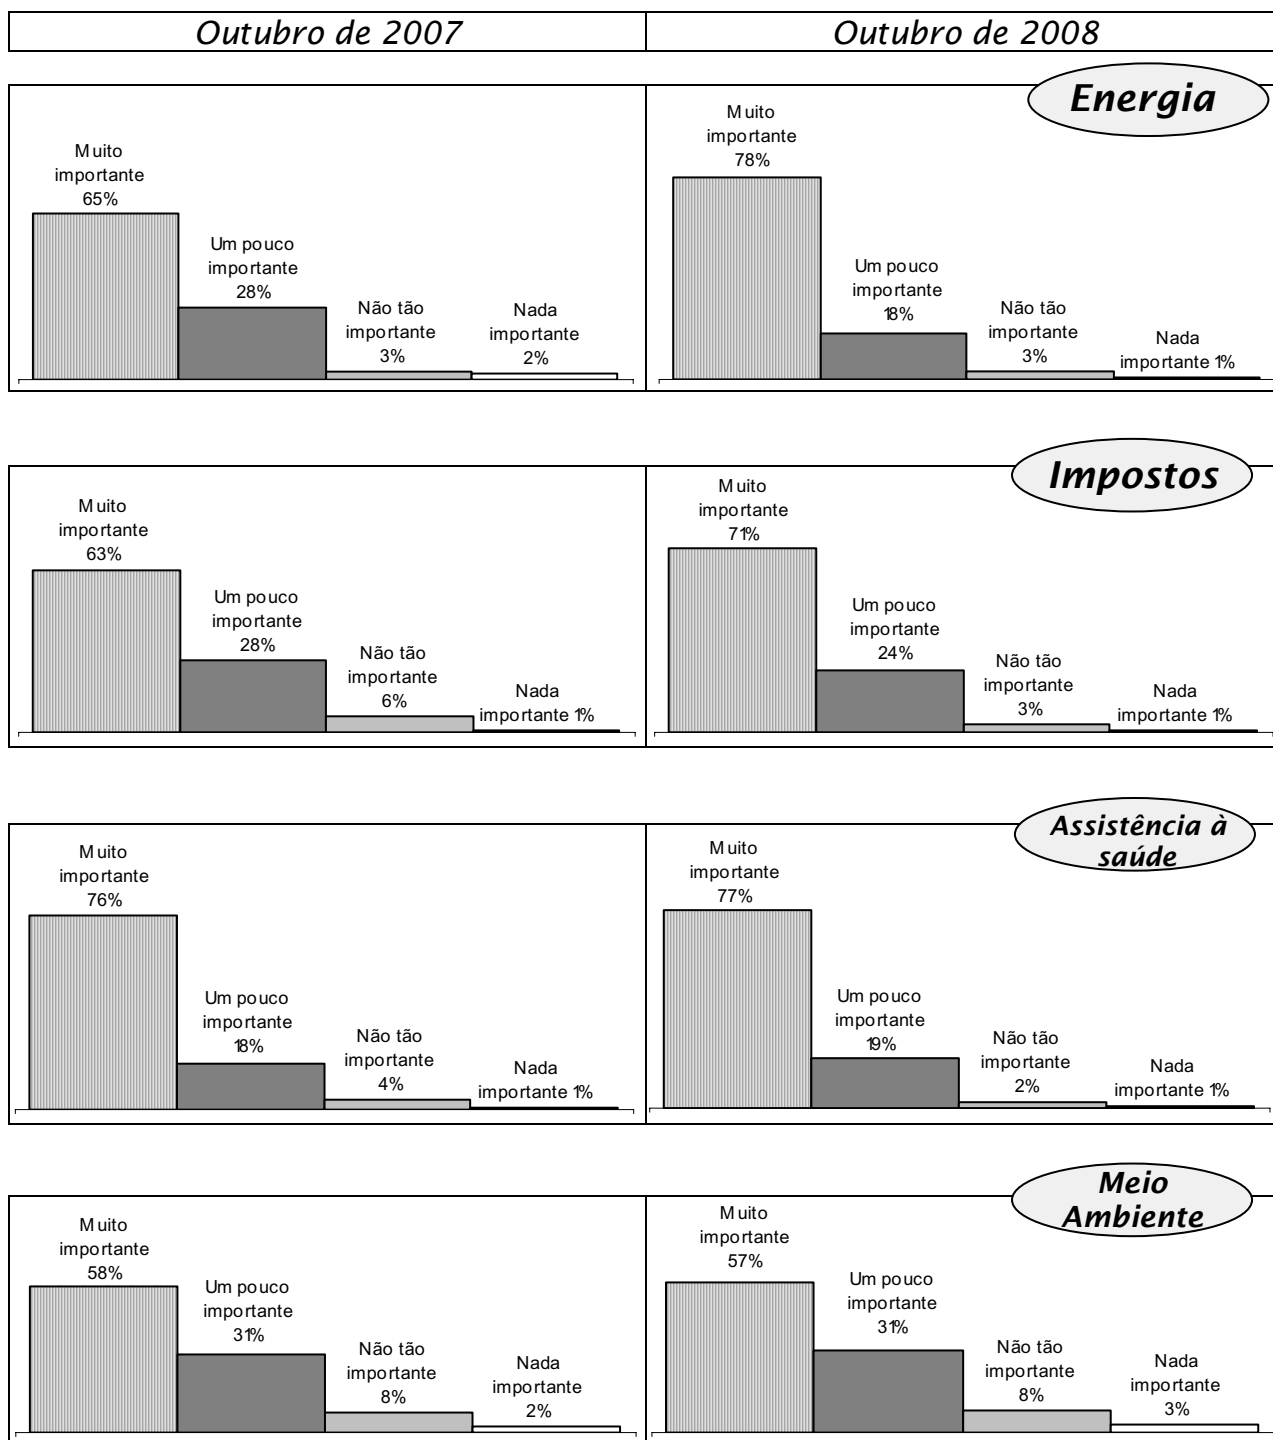 Outubro de 2007
Outubro de 2008
Energia
Muito
importante
65%
Um pouco
importante
28%
Não tão
importante
3%
Nada
importante
2%
Muito
importante
78%
Um pouco
importante
18%
Não tão
importante
3%
Nada
importante 1%
Impostos
Muito
importante
63%
Um pouco
importante
28%
Não tão
importante
6%
Nada
importante 1%
Muito
importante
71%
Um pouco
importante
24%
Não tão
importante
3%
Nada
importante 1%
Assistência à
saúde
Muito
importante
76%
Um pouco
importante
18%
Não tão
importante
4%
Nada
importante 1%
Muito
importante
77%
Um pouco
importante
19%
Não tão
importante
2%
Nada
importante 1%
Meio
Ambiente
Muito
importante
58%
Um pouco
importante
31%
Não tão
importante
8%
Nada
importante
2%
Muito
importante
57%
Um pouco
importante
31%
Não tão
importante
8%
Nada
importante
3%